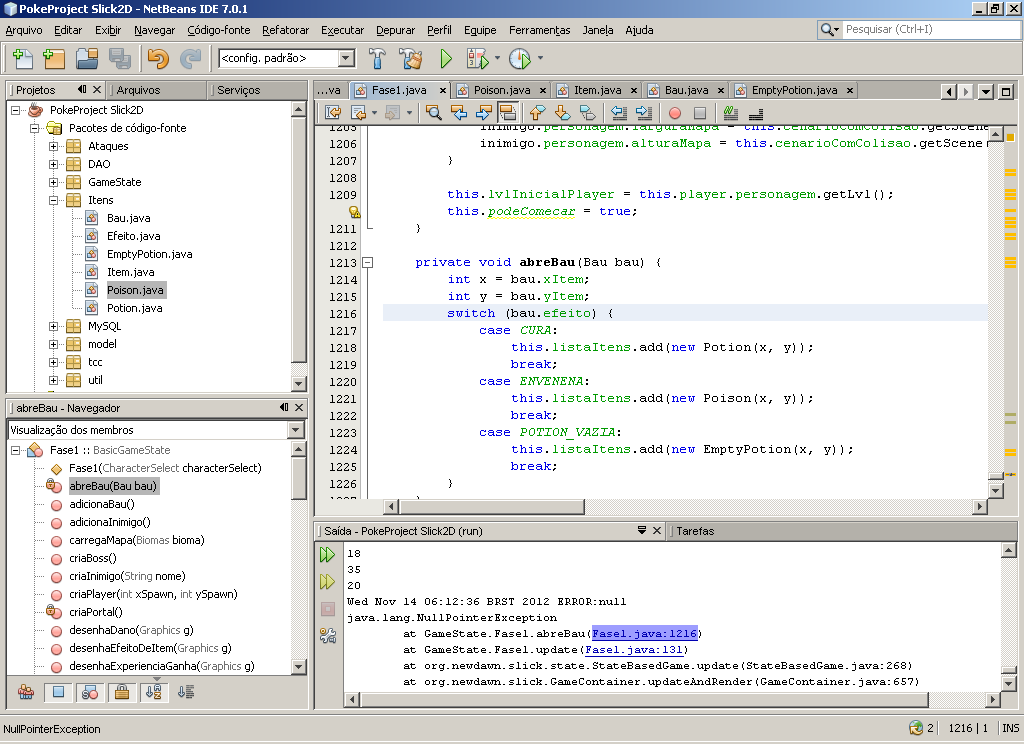 PokeProject Slick2D - NetBeans IDE 7.0.1
Arquivo Editar Exibir Navegar Código-fonte Refatorar Executar Depurar Perfil Equipe Ferramentas Janela Ajuda
Pesquisar (Ctrl+I)
<config. padrão>
Projetos Arquivos Serviços
PokeProject Slick2D
Pacotes de código-fonte
Ataques
DAO
GameState
Itens
Bau.java
Efeito.java
EmptyPotion.java
Item.java
Poison.java
Potion.java
MySQL
model
tcc
util
abreBau - Navegador
Visualização dos membros
Fase1 :: BasicGameState
Fase1(CharacterSelect characterSelect)
abreBau(Bau bau)
adicionaBau()
adicionaInimigo()
carregaMapa(Biomas bioma)
criaBoss()
criaInimigo(String nome)
criaPlayer(int xSpawn, int ySpawn)
criaPortal()
desenhaDano(Graphics g)
desenhaEfeitoDeItem(Graphics g)
desenhaExperienciaGanha(Graphics g)
...va Fase1.java Poison.java Item.java Bau.java EmptyPotion.java
1205 inimigo.personagem.larguraMapa = this.cenarioComColisao.getScene
1206 inimigo.personagem.alturaMapa = this.cenarioComColisao.getScener
1207 }
1208
1209 this.lvlInicialPlayer = this.player.personagem.getLvl();
this.podeComecar = true;
1211 }
1212
1213 private void abreBau(Bau bau) {
1214 int x = bau.xItem;
1215 int y = bau.yItem;
1216 switch (bau.efeito) {
1217 case CURA:
1218 this.listaItens.add(new Potion(x, y));
1219 break;
1220 case ENVENENA:
1221 this.listaItens.add(new Poison(x, y));
1222 break;
1223 case POTION_VAZIA:
1224 this.listaItens.add(new EmptyPotion(x, y));
1225 break;
1226 }
1227 }
Saída - PokeProject Slick2D (run) Tarefas
18
35
20
Wed Nov 14 06:12:36 BRST 2012 ERROR:null
java.lang.NullPointerException
at GameState.Fase1.abreBau(Fase1.java:1216)
at GameState.Fase1.update(Fase1.java:131)
at org.newdawn.slick.state.StateBasedGame.update(StateBasedGame.java:268)
at org.newdawn.slick.GameContainer.updateAndRender(GameContainer.java:657)
NullPointerException
2 1216 | 1 INS